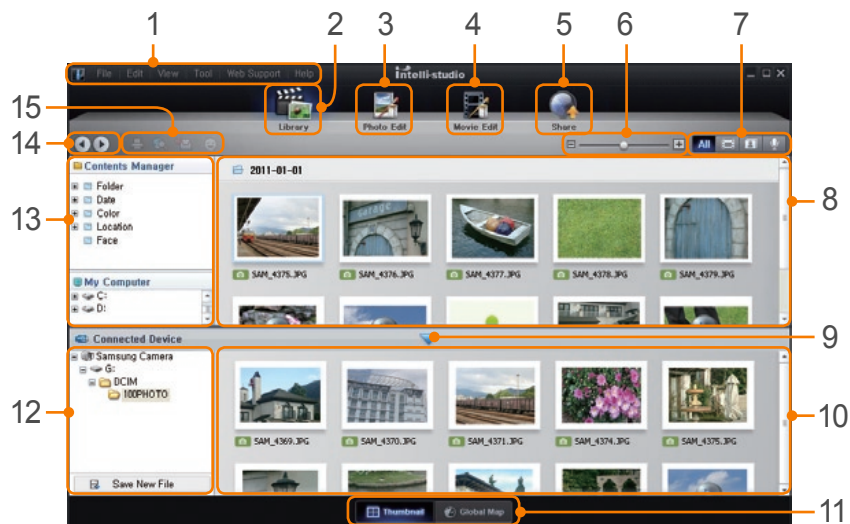 1 2 3 4 5 6 7
File Edit View Tool Web Support Help
intelli-studio
Library Photo Edit Movie Edit Share
15
14
All
Contents Manager
2011-01-01
Folder
Date
Color
Location
Face
13
8
SAM_4375.JPG SAM_4376.JPG SAM_4377.JPG SAM_4378.JPG SAM_4379.JPG
My Computer
C:
D:
Connected Device
9
Samsung Camera
G:
DCIM
100PHOTO
12
10
SAM_4369.JPG SAM_4370.JPG SAM_4371.JPG SAM_4374.JPG SAM_4375.JPG
Save New File
Thumbnail Global Map
11